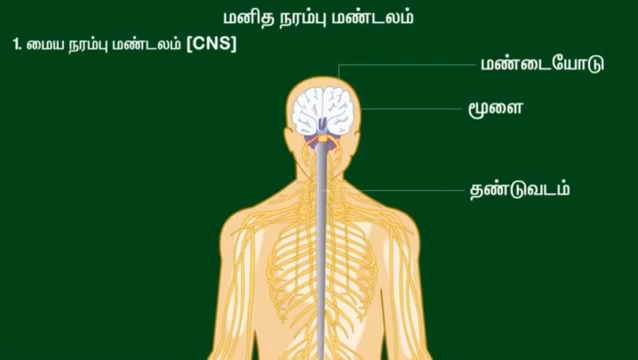 மனித நரம்பு மண்டலம்
1. மைய நரம்பு மண்டலம் [CNS]
மண்டையோடு
மூளை
தண்டுவடம்